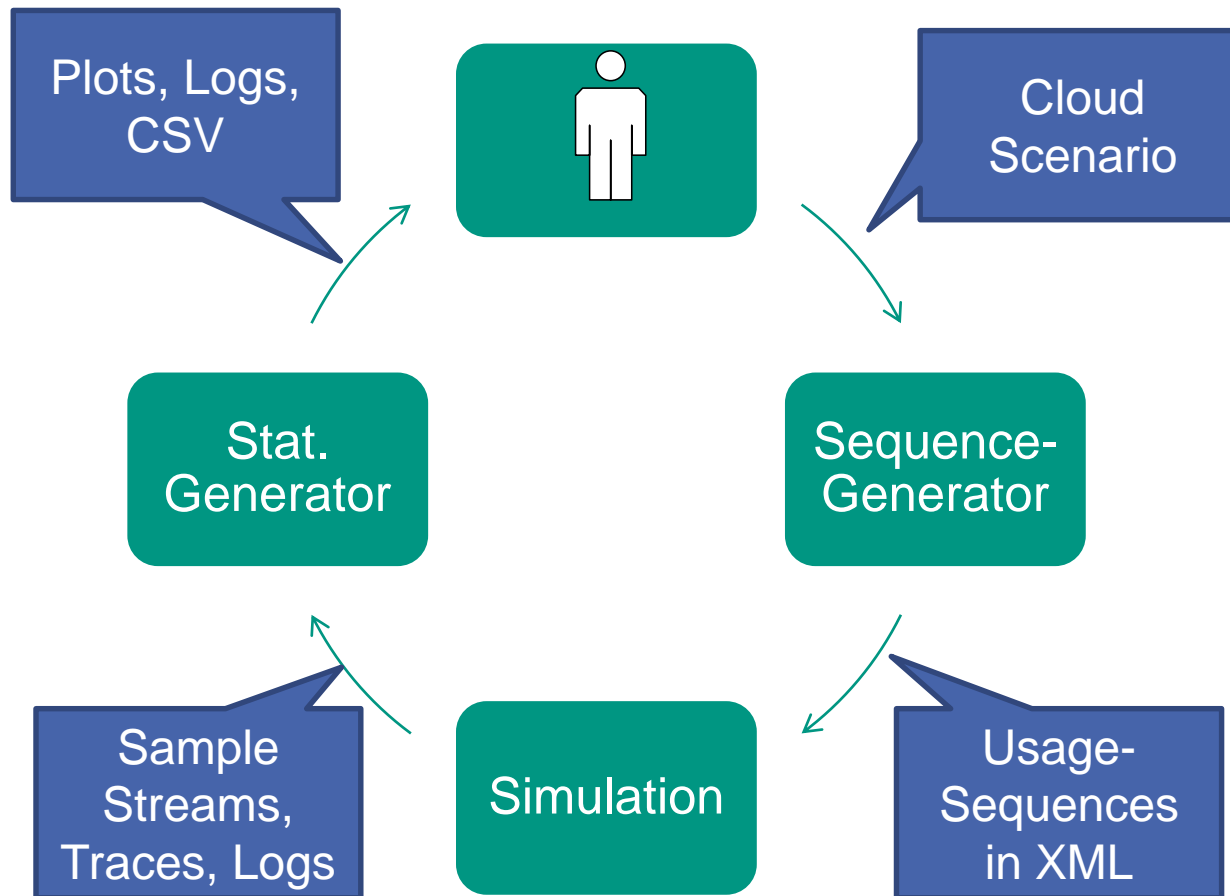 Plots, Logs,
CSV
Cloud
Scenario
Stat.
Generator
Sequence-
Generator
Sample
Streams,
Traces, Logs
Simulation
Usage-
Sequences
in XML